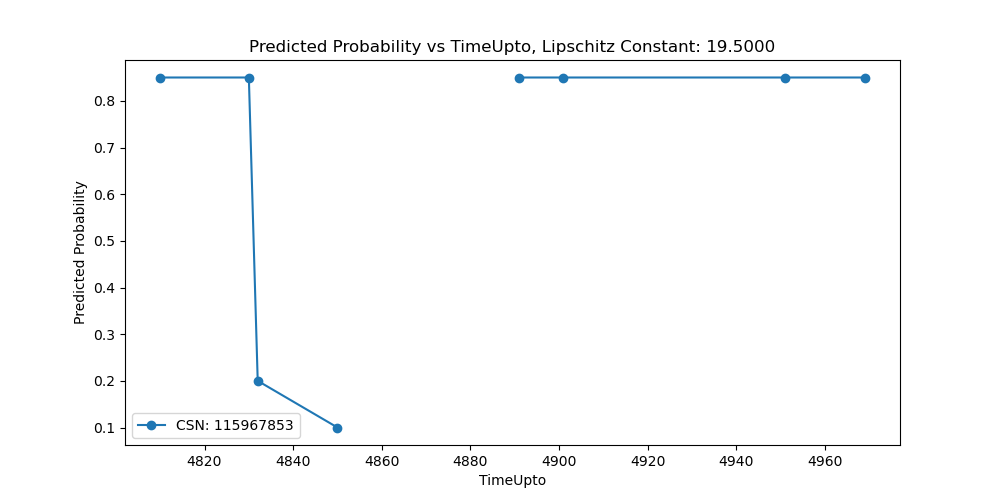 Predicted Probability vs TimeUpto, Lipschitz Constant: 19.5000
Predicted Probability
0.8
0.7
0.6
0.5
0.4
0.3
0.2
0.1
CSN: 115967853
4820 4840 4860 4880 4900 4920 4940 4960
TimeUpto